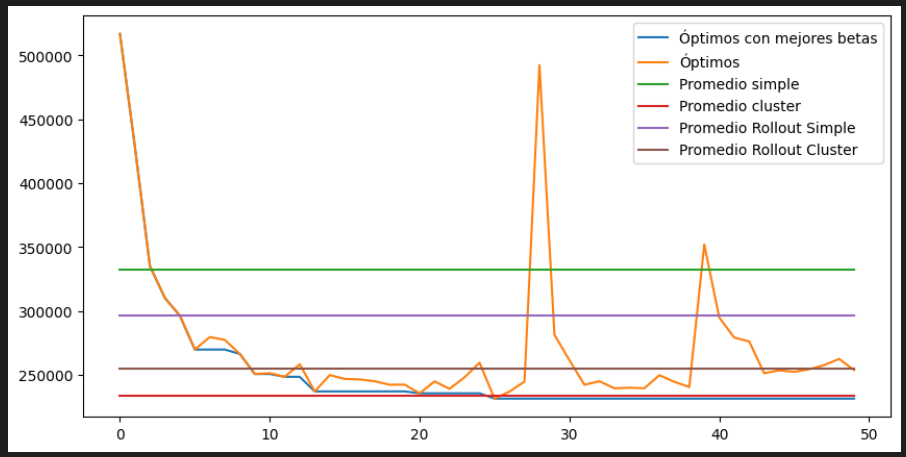 Óptimos con mejores betas
Óptimos
Promedio simple
Promedio cluster
Promedio Rollout Simple
Promedio Rollout Cluster
500000
450000
400000
350000
300000
250000
0 10 20 30 40 50